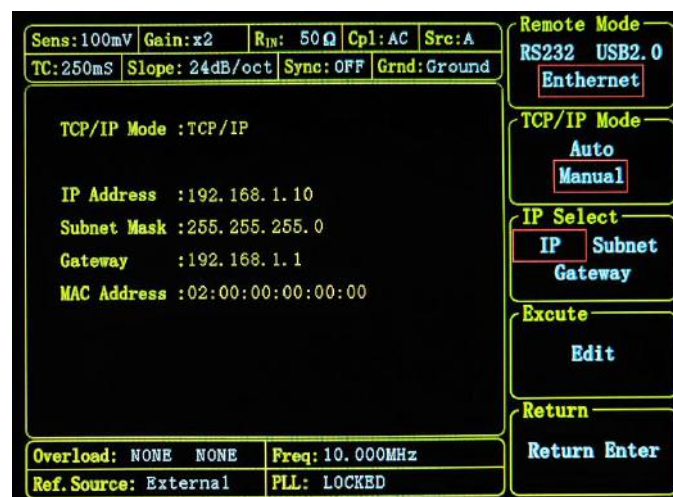 Sens:100mV Gain:x2 RIN: 50Ω Cpl:AC Src:A
TC:250mS Slope: 24dB/oct Sync:OFF Grnd:Ground
TCP/IP Mode :TCP/IP
IP Address :192.168.1.10
Subnet Mask :255.255.255.0
Gateway :192.168.1.1
MAC Address :02:00:00:00:00:00
Overload: NONE NONE Freq:10.000MHz
Ref.Source: External PLL: LOCKED
Remote Mode
RS232 USB2.0
Enthernet
TCP/IP Mode
Auto
Manual
IP Select
IP Subnet
Gateway
Excute
Edit
Return
Return Enter